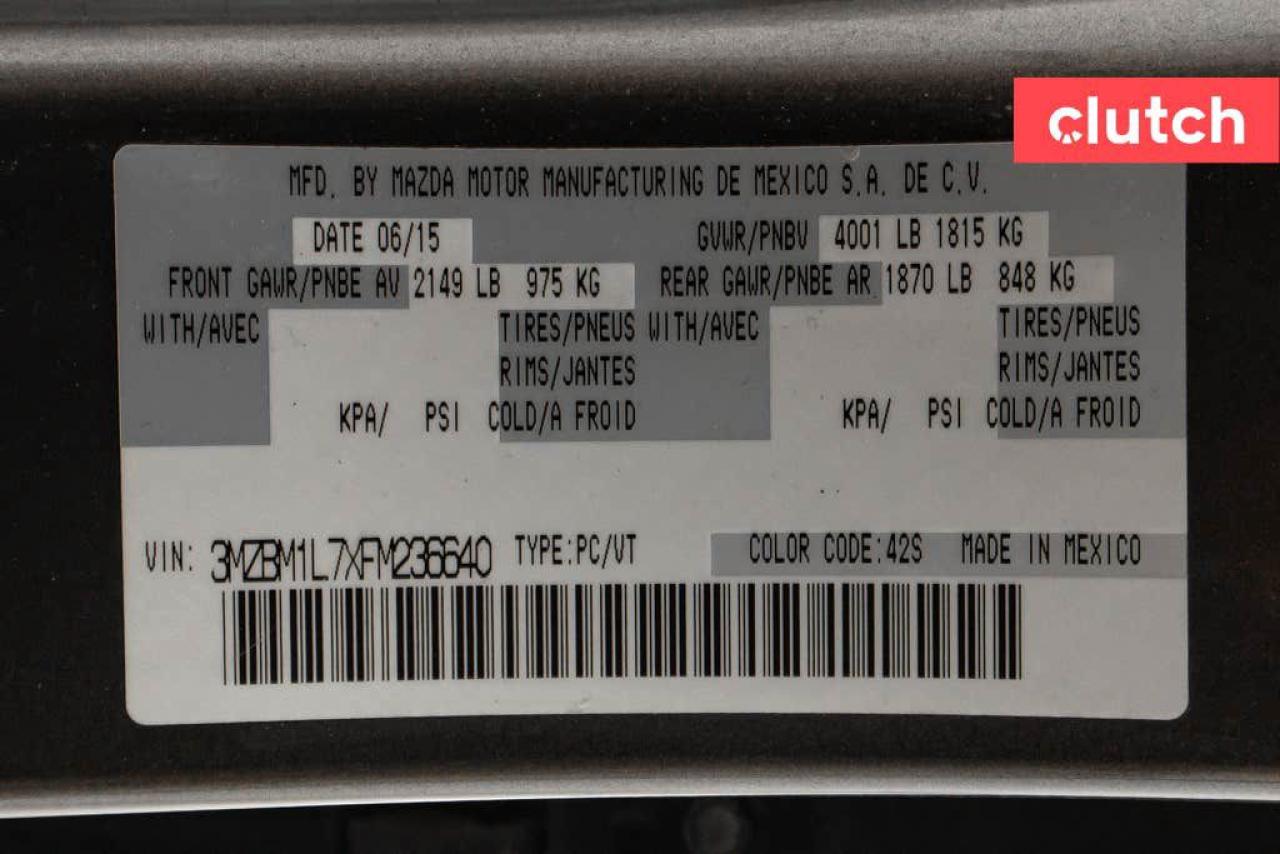 clutch
MFD. BY MAZDA MOTOR MANUFACTURING DE MEXICO S.A. DE C.V.
DATE 06/15 GVWR/PNBV 4001 LB 1815 KG
FRONT GAWR/PNBE AV 2149 LB 975 KG REAR GAWR/PNBE AR 1870 LB 848 KG
WITH/AVEC TIRES/PNEUS WITH/AVEC TIRES/PNEUS
RIMS/JANTES RIMS/JANTES
KPA/ PSI COLD/A FROID KPA/ PSI COLD/A FROID
VIN: 3MZBM1L7XFM236640 TYPE:PC/VT COLOR CODE:42S MADE IN MEXICO